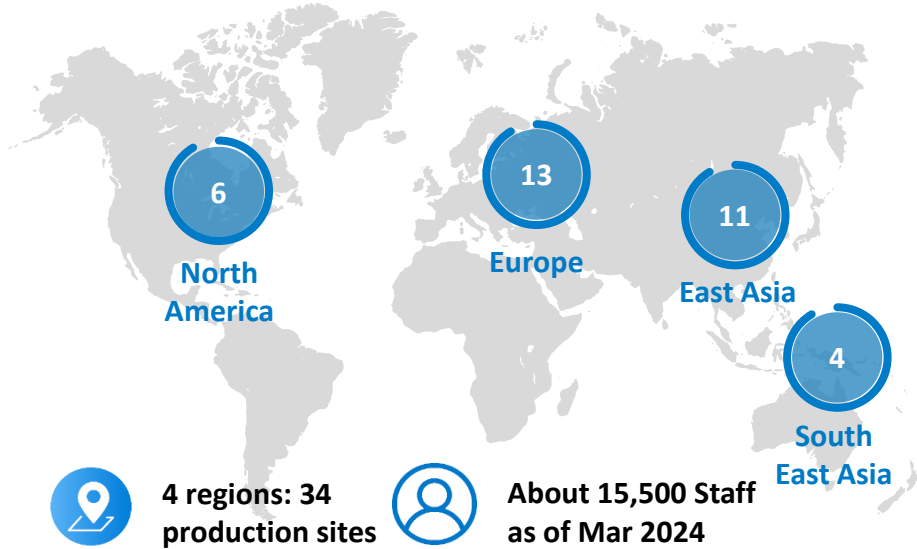 6
North
America
13
Europe
11
East Asia
4
South
East Asia
4 regions: 34
production sites
About 15,500 Staff
as of Mar 2024